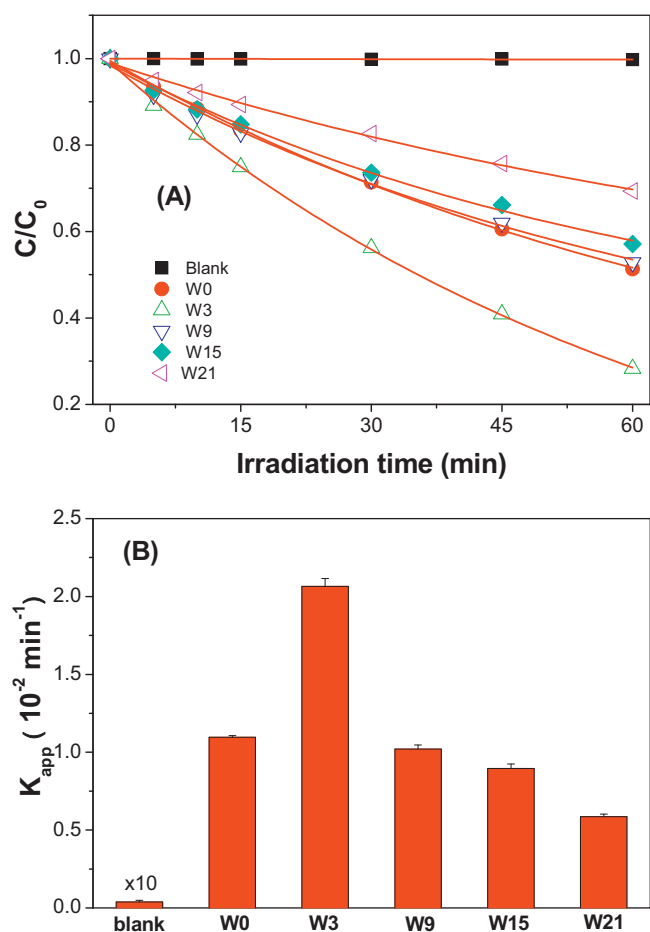 1.0
0.8
0.6
0.4
0.2
C/C0
(A)
Blank
W0
W3
W9
W15
W21
0 15 30 45 60
Irradiation time (min)
2.5
2.0
1.5
1.0
0.5
0.0
Kapp ( 10-2 min-1)
(B)
x10
blank W0 W3 W9 W15 W21